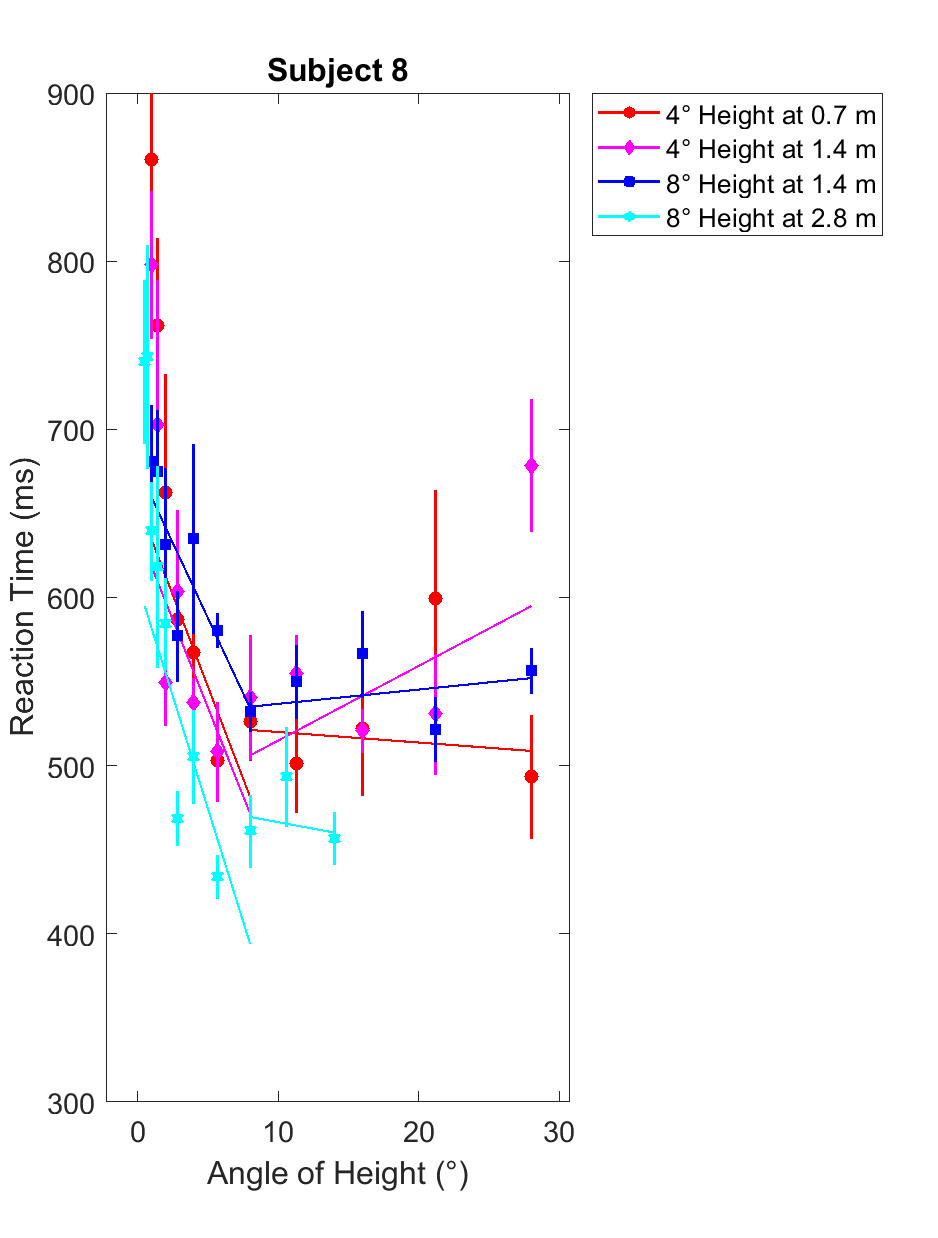 Subject 8
900
800
700
600
500
400
300
0 10 20 30
Reaction Time (ms)
Angle of Height (°)
4° Height at 0.7 m
4° Height at 1.4 m
8° Height at 1.4 m
8° Height at 2.8 m